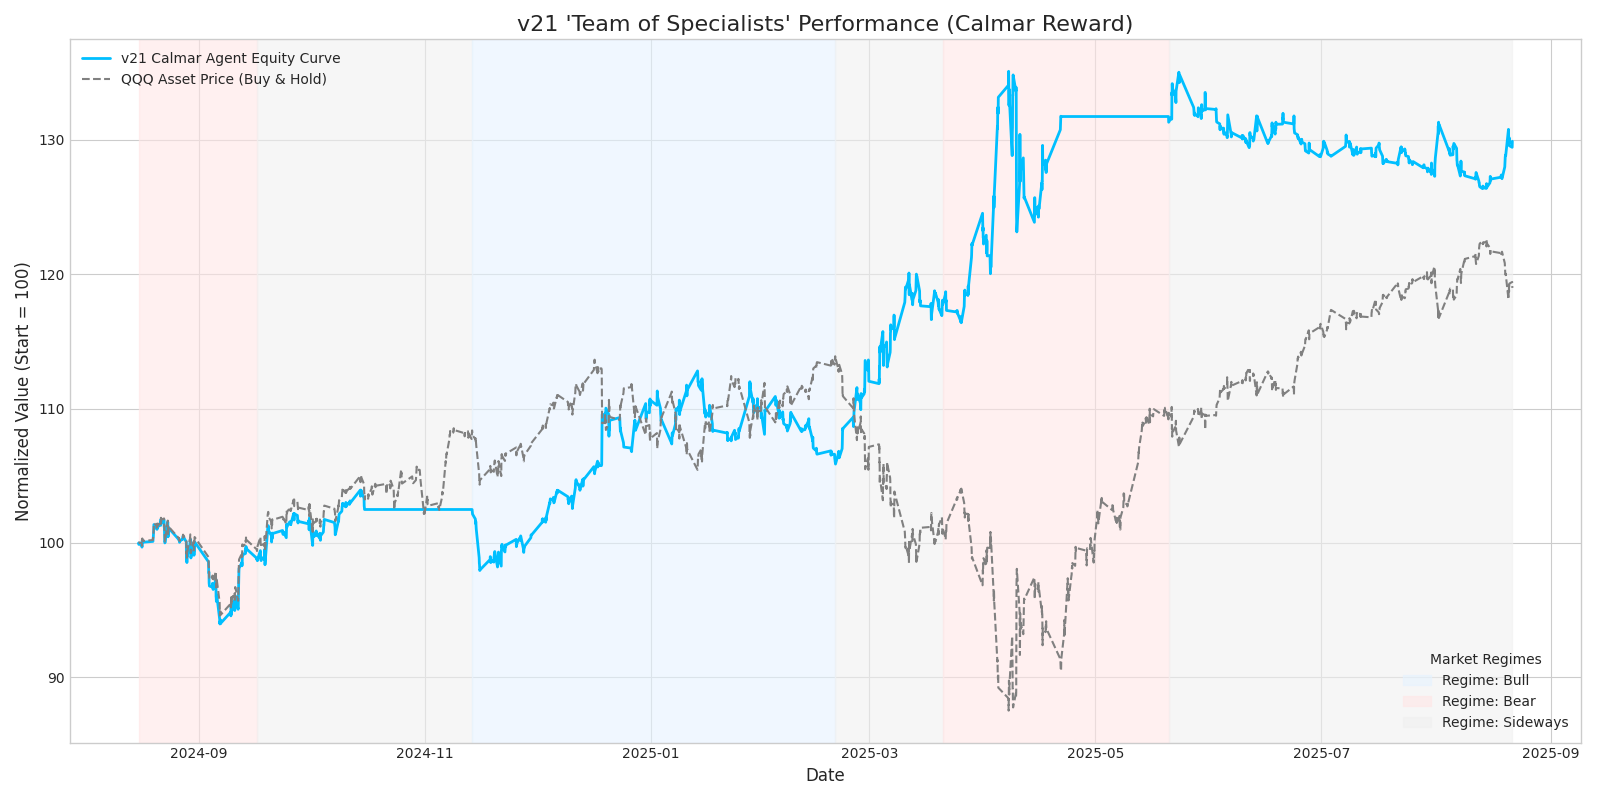 v21 'Team of Specialists' Performance (Calmar Reward)
v21 Calmar Agent Equity Curve
QQQ Asset Price (Buy & Hold)
Normalized Value (Start = 100)
130
120
110
100
90
Market Regimes
Regime: Bull
Regime: Bear
Regime: Sideways
2024-09
2024-11
2025-01
2025-03
2025-05
2025-07
2025-09
Date